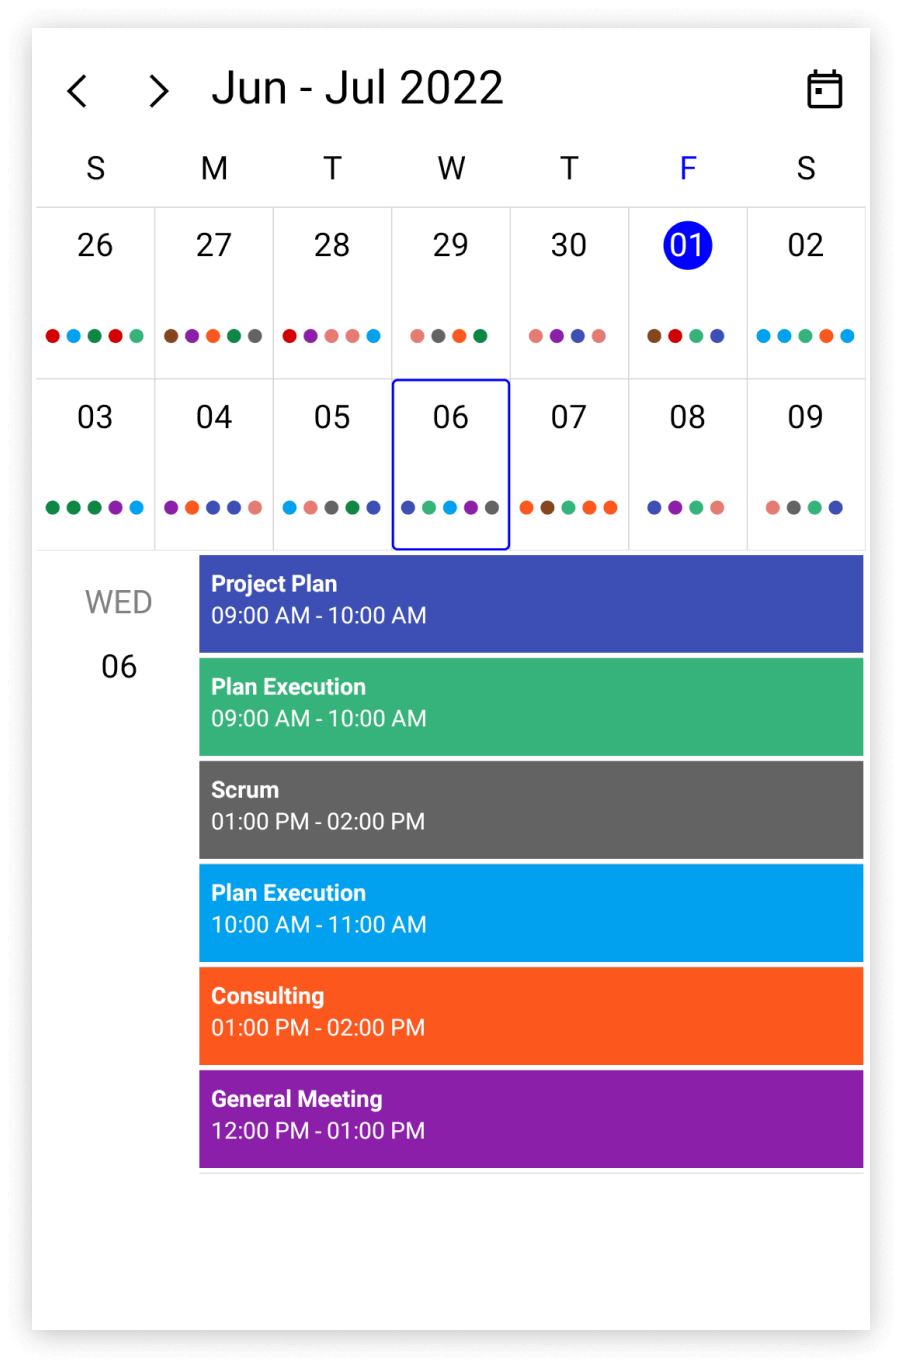 Jun - Jul 2022
S M T W T F S
26 27 28 29 30 01 02
03 04 05 06 07 08 09
WED
06
Project Plan
09:00 AM - 10:00 AM
Plan Execution
09:00 AM - 10:00 AM
Scrum
01:00 PM - 02:00 PM
Plan Execution
10:00 AM - 11:00 AM
Consulting
01:00 PM - 02:00 PM
General Meeting
12:00 PM - 01:00 PM